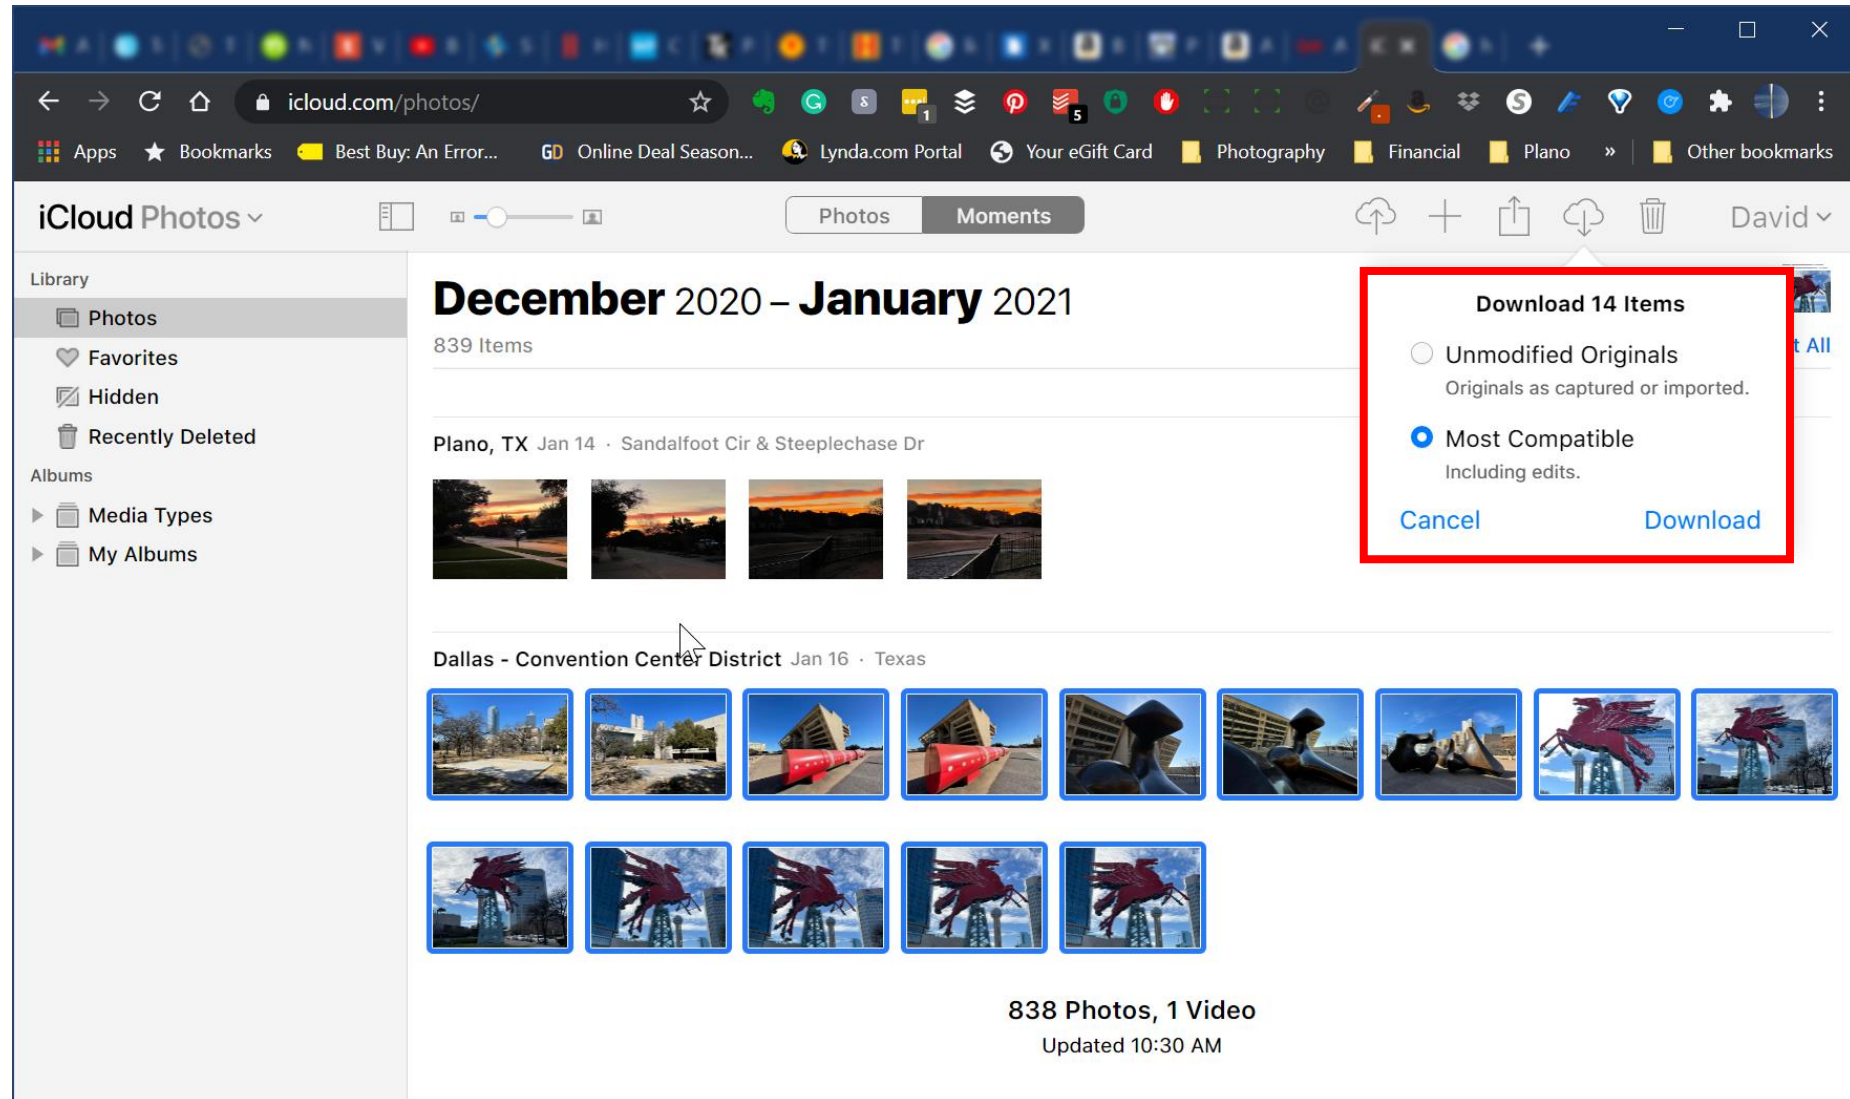 icloud.com/photos/
1
5
Apps
Bookmarks
Best Buy: An Error...
GD Online Deal Season...
Lynda.com Portal
Your eGift Card
Photography
Financial
Plano
»
Other bookmarks
iCloud Photos
Photos
Moments
David
Library
Photos
Favorites
Hidden
Recently Deleted
Albums
Media Types
My Albums
December 2020 – January 2021
839 Items
t All
Plano, TX Jan 14 · Sandalfoot Cir & Steeplechase Dr
Dallas - Convention Center District Jan 16 · Texas
838 Photos, 1 Video
Updated 10:30 AM
Download 14 Items
Unmodified Originals
Originals as captured or imported.
Most Compatible
Including edits.
Cancel
Download